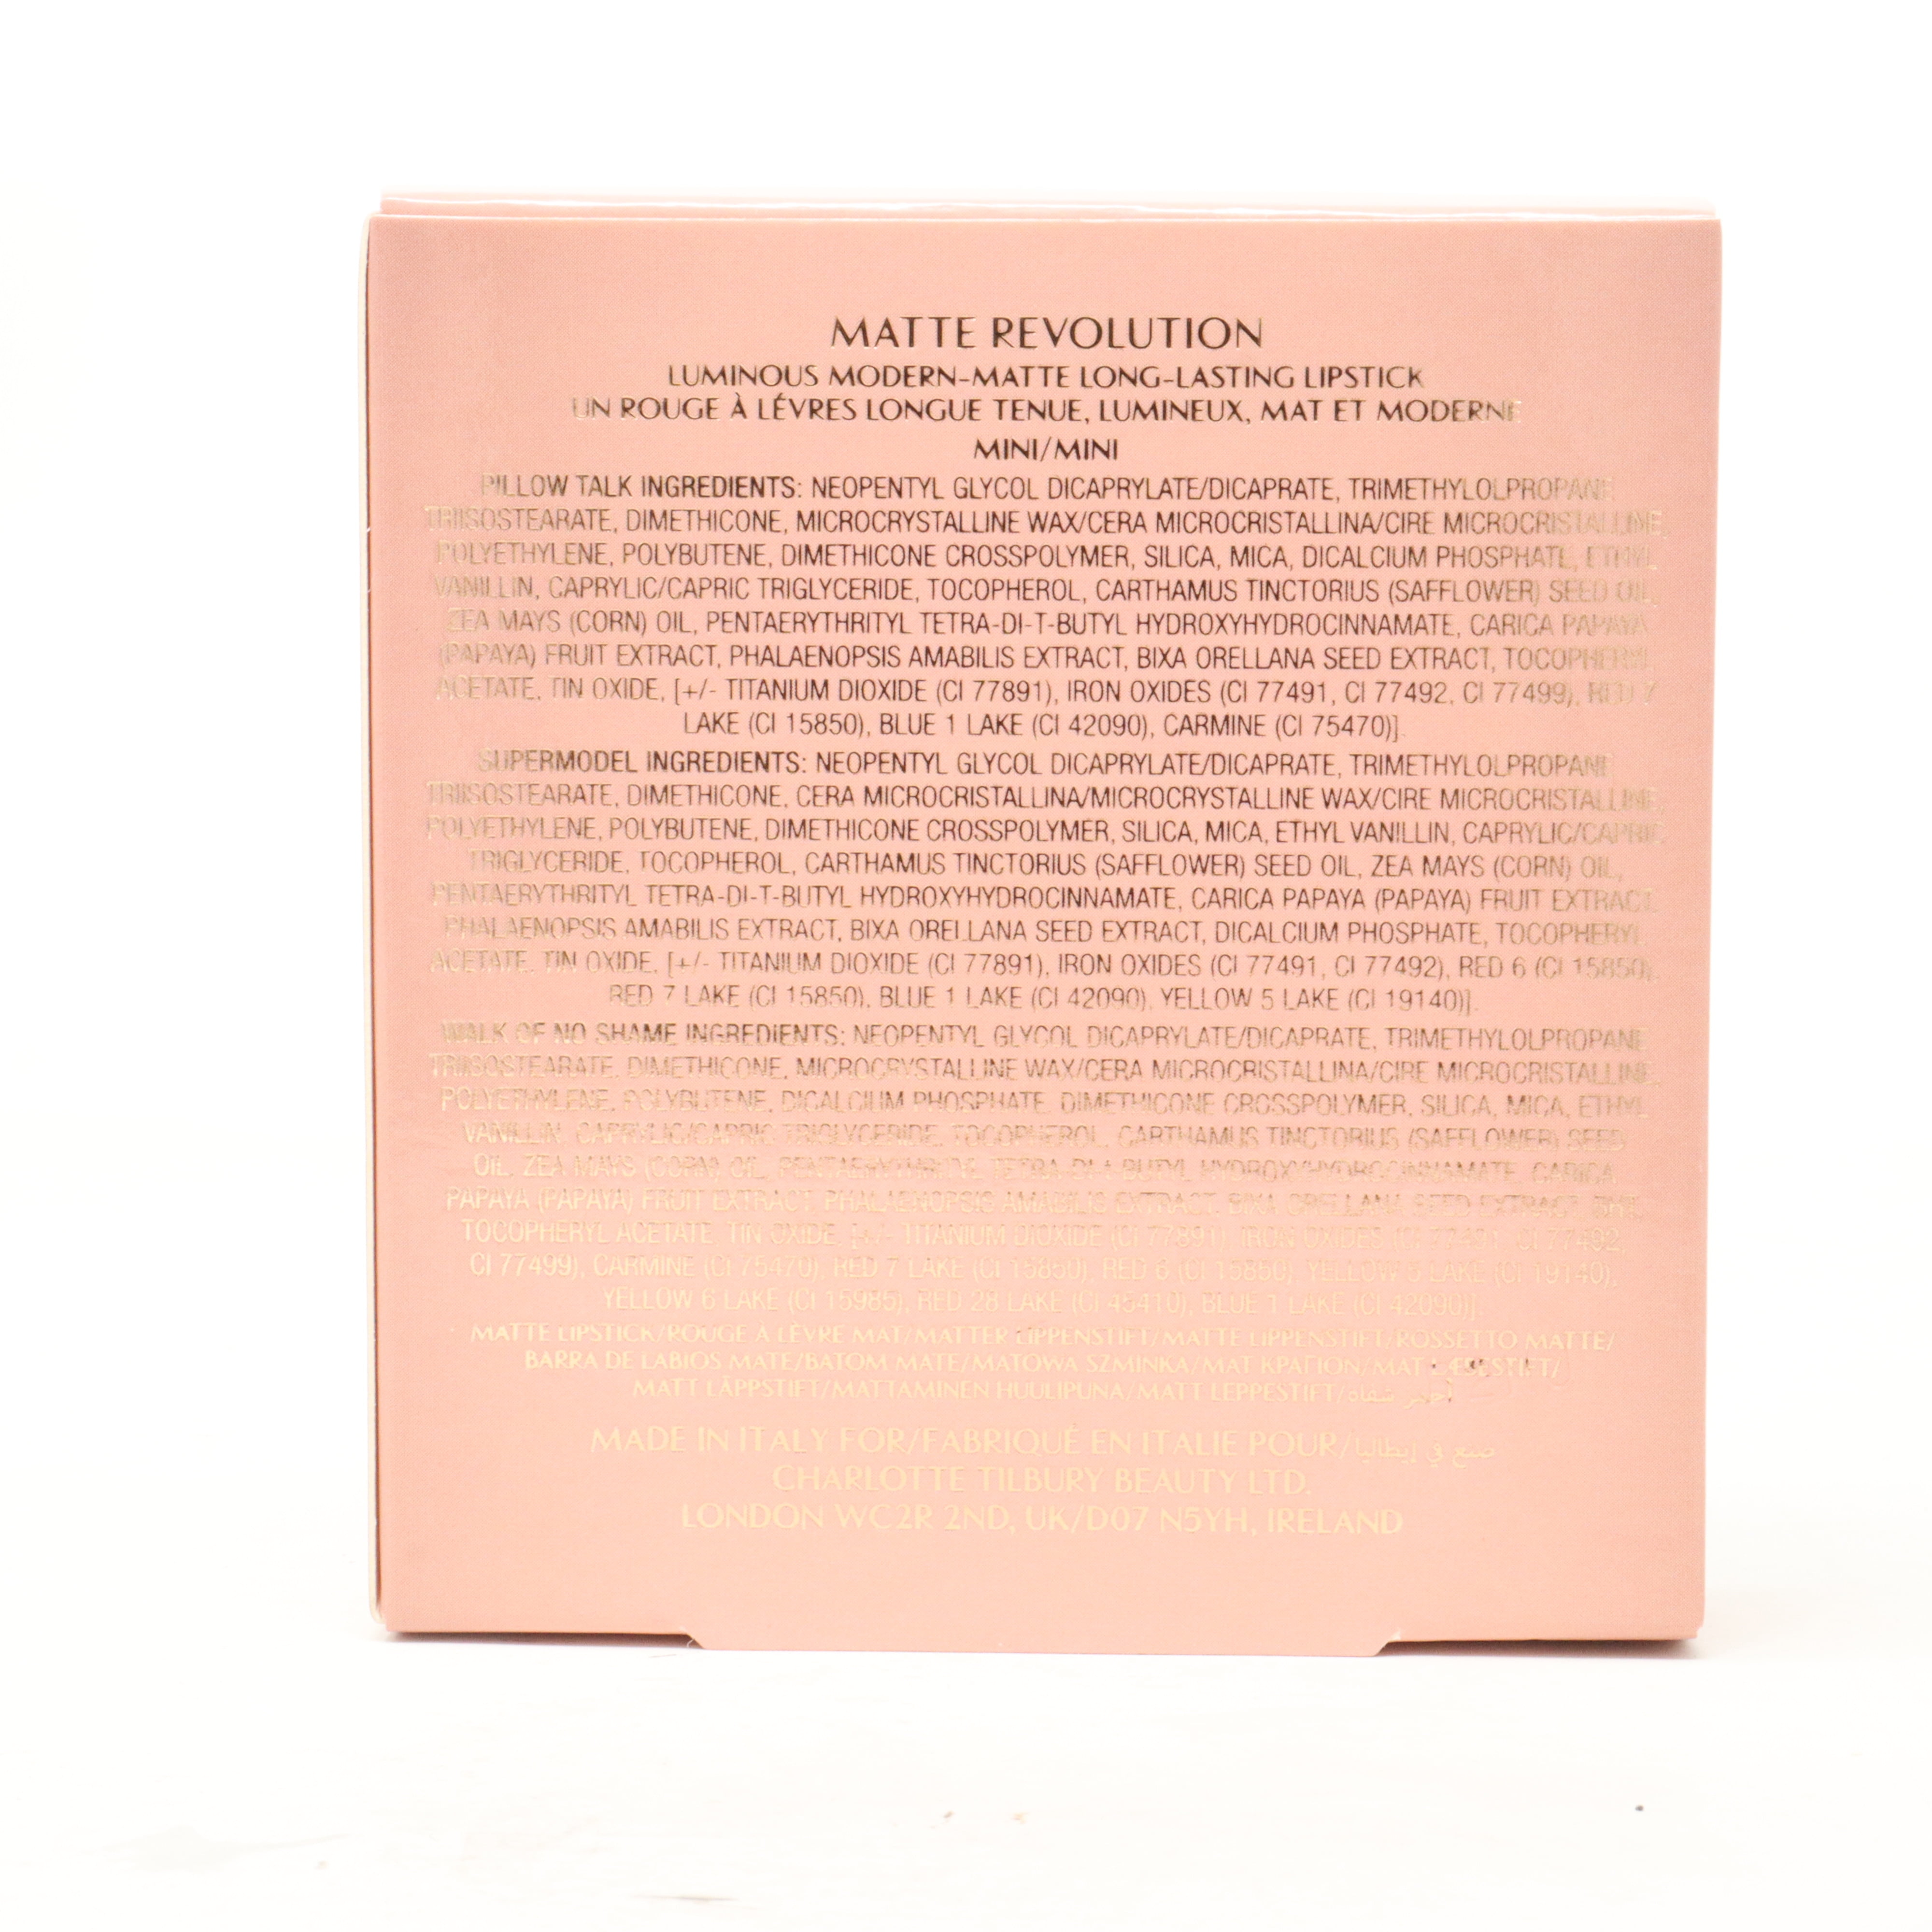 MATTE REVOLUTION
LUMINOUS MODERN-MATTE LONG-LASTING LIPSTICK
UN ROUGE À LÉVRES LONGUE TENUE, LUMINEUX, MAT ET MODERNE
MINI/MINI
PILLOW TALK INGREDIENTS: NEOPENTYL GLYCOL DICAPRYLATE/DICAPRATE, TRIMETHYLOLPROPANE
TRIISOSTEARATE, DIMETHICONE, MICROCRYSTALLINE WAX/CERA MICROCRISTALLINA/CIRE MICROCRISTALLINE,
POLYETHYLENE, POLYBUTENE, DIMETHICONE CROSSPOLYMER, SILICA, MICA, DICALCIUM PHOSPHATE, ETHYL
VANILLIN, CAPRYLIC/CAPRIC TRIGLYCERIDE, TOCOPHEROL, CARTHAMUS TINCTORIUS (SAFFLOWER) SEED OIL,
ZEA MAYS (CORN) OIL, PENTAERYTHRITYL TETRA-DI-T-BUTYL HYDROXYHYDROCINNAMATE, CARICA PAPAYA
(PAPAYA) FRUIT EXTRACT, PHALAENOPSIS AMABILIS EXTRACT, BIXA ORELLANA SEED EXTRACT, TOCOPHERYL
ACETATE, TIN OXIDE, [+/- TITANIUM DIOXIDE (CI 77891), IRON OXIDES (CI 77491, CI 77492, CI 77499), RED 7
LAKE (CI 15850), BLUE 1 LAKE (CI 42090), CARMINE (CI 75470)].
SUPERMODEL INGREDIENTS: NEOPENTYL GLYCOL DICAPRYLATE/DICAPRATE, TRIMETHYLOLPROPANE
TRIISOSTEARATE, DIMETHICONE, CERA MICROCRISTALLINA/MICROCRYSTALLINE WAX/CIRE MICROCRISTALLINE,
POLYETHYLENE, POLYBUTENE, DIMETHICONE CROSSPOLYMER, SILICA, MICA, ETHYL VANILLIN, CAPRYLIC/CAPRIC
TRIGLYCERIDE, TOCOPHEROL, CARTHAMUS TINCTORIUS (SAFFLOWER) SEED OIL, ZEA MAYS (CORN) OIL,
PENTAERYTHRITYL TETRA-DI-T-BUTYL HYDROXYHYDROCINNAMATE, CARICA PAPAYA (PAPAYA) FRUIT EXTRACT,
PHALAENOPSIS AMABILIS EXTRACT, BIXA ORELLANA SEED EXTRACT, DICALCIUM PHOSPHATE, TOCOPHERYL
ACETATE, TIN OXIDE, [+/- TITANIUM DIOXIDE (CI 77891), IRON OXIDES (CI 77491, CI 77492), RED 6 (CI 15850),
RED 7 LAKE (CI 15850), BLUE 1 LAKE (CI 42090), YELLOW 5 LAKE (CI 19140)].
WALK OF NO SHAME INGREDIENTS: NEOPENTYL GLYCOL DICAPRYLATE/DICAPRATE, TRIMETHYLOLPROPANE
TRIISOSTEARATE, DIMETHICONE, MICROCRYSTALLINE WAX/CERA MICROCRISTALLINA/CIRE MICROCRISTALLINE,
POLYETHYLENE, POLYBUTENE, DICALCIUM PHOSPHATE, DIMETHICONE CROSSPOLYMER, SILICA, MICA, ETHYL
VANILLIN, CAPRYLIC/CAPRIC TRIGLYCERIDE, TOCOPHEROL, CARTHAMUS TINCTORIUS (SAFFLOWER) SEED
OIL, ZEA MAYS (CORN) OIL, PENTAERYTHRITYL TETRA-DI-T-BUTYL HYDROXYHYDROCINNAMATE, CARICA
PAPAYA (PAPAYA) FRUIT EXTRACT, PHALAENOPSIS AMABILIS EXTRACT, BIXA ORELLANA SEED EXTRACT,
TOCOPHERYL ACETATE, TIN OXIDE, [+/- TITANIUM DIOXIDE (CI 77891), IRON OXIDES (CI 77491, CI 77492,
CI 77499), CARMINE (CI 75470), RED 7 LAKE (CI 15850), RED 6 (CI 15850), YELLOW 5 LAKE (CI 19140),
YELLOW 6 LAKE (CI 15985), RED 28 LAKE (CI 45410), BLUE 1 LAKE (CI 42090)].
MATTE LIPSTICK/ROUGE À LÈVRE MAT/MATTER LIPPENSTIFT/MATTE LIPPENSTIFT/ROSSETTO MATTE/
BARRA DE LABIOS MATE/BATOM MATE/MATOWA SZMINKA/MAT ΚΡΑΓΙΟΝ/MAT LÆBESTIFT/
MATT LÄPPSTIFT/MATTAMINEN HUULIPUNA/MATT LEPPESTIFT/أحمر شفاه
MADE IN ITALY FOR/FABRIQUÉ EN ITALIE POUR/صنع في إيطاليا
CHARLOTTE TILBURY BEAUTY LTD.
LONDON WC2R 2ND, UK/D07 N5YH, IRELAND